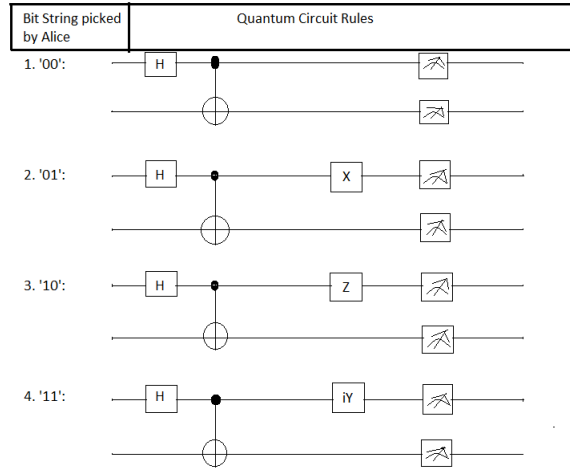 Bit String picked Quantum Circuit Rules
by Alice
1. '00': H
2. '01': H X
3. '10': H Z
4. '11': H iY